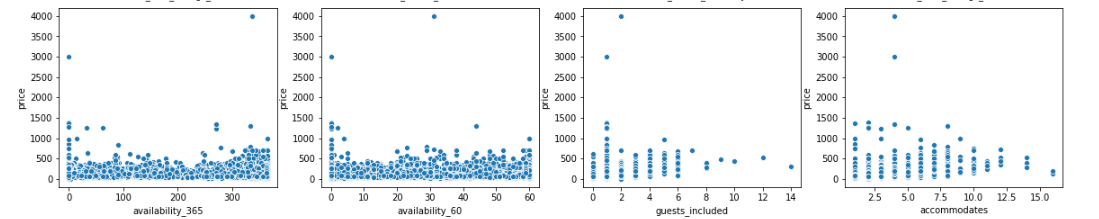 4000 3500 3000 2500 2000 1500 1000 500 0
price
0 100 200 300
availability_365
4000 3500 3000 2500 2000 1500 1000 500 0
price
0 10 20 30 40 50 60
availability_60
4000 3500 3000 2500 2000 1500 1000 500 0
price
0 2 4 6 8 10 12 14
guests_included
4000 3500 3000 2500 2000 1500 1000 500 0
price
2.5 5.0 7.5 10.0 12.5 15.0
accommodates